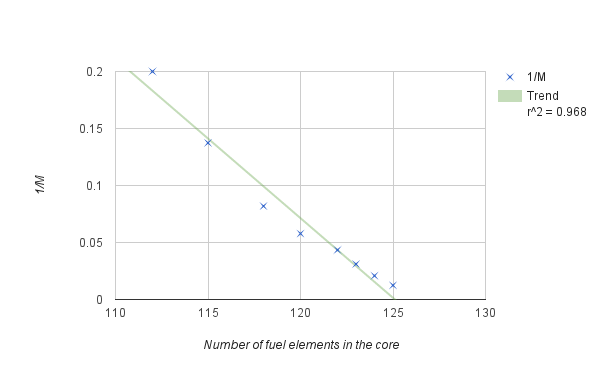 0.2
0.15
0.1
0.05
0
1/M
110
115
120
125
130
Number of fuel elements in the core
1/M
Trend
r^2 = 0.968